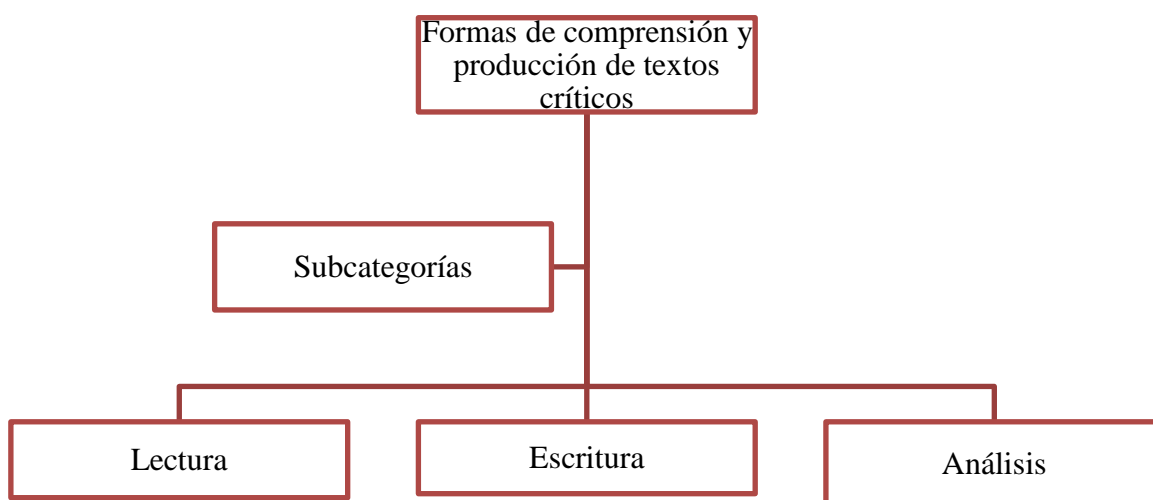 Formas de comprensión y
producción de textos
críticos
Subcategorías
Lectura
Escritura
Análisis